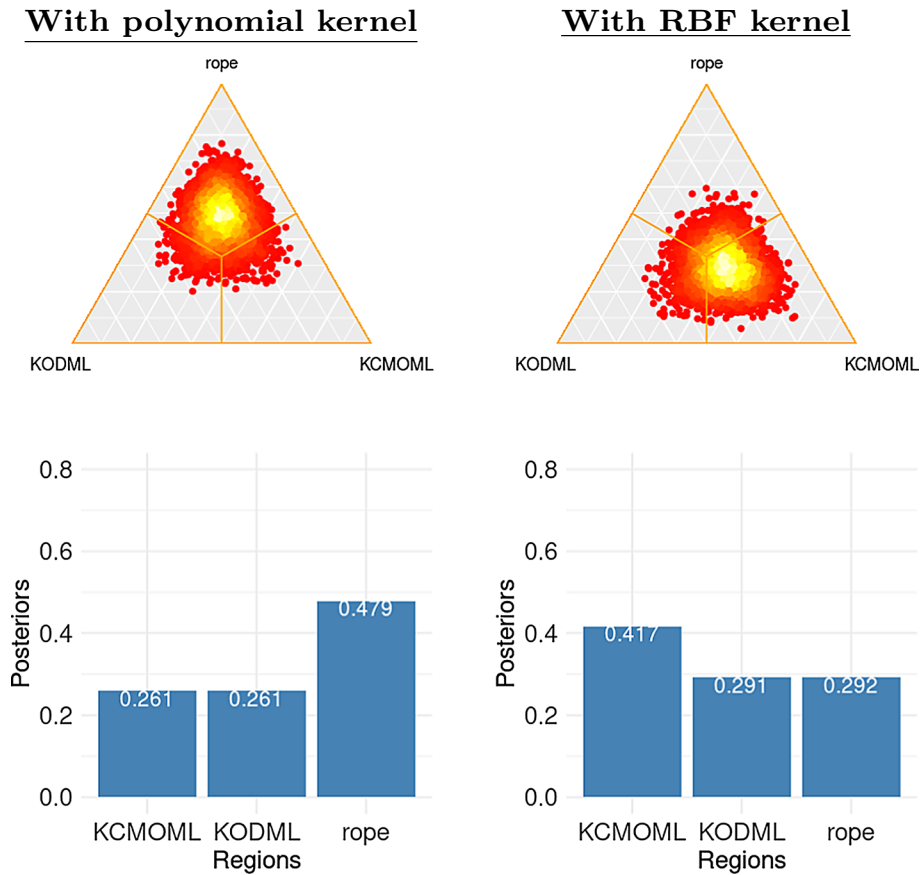 With polynomial kernel
With RBF kernel
rope
rope
KODML
KCMOML
KODML
KCMOML
0.8
0.6
0.4
0.2
0.0
Posteriors
0.261
0.261
0.479
KCMOML
KODML
rope
Regions
0.8
0.6
0.4
0.2
0.0
Posteriors
0.417
0.291
0.292
KCMOML
KODML
rope
Regions